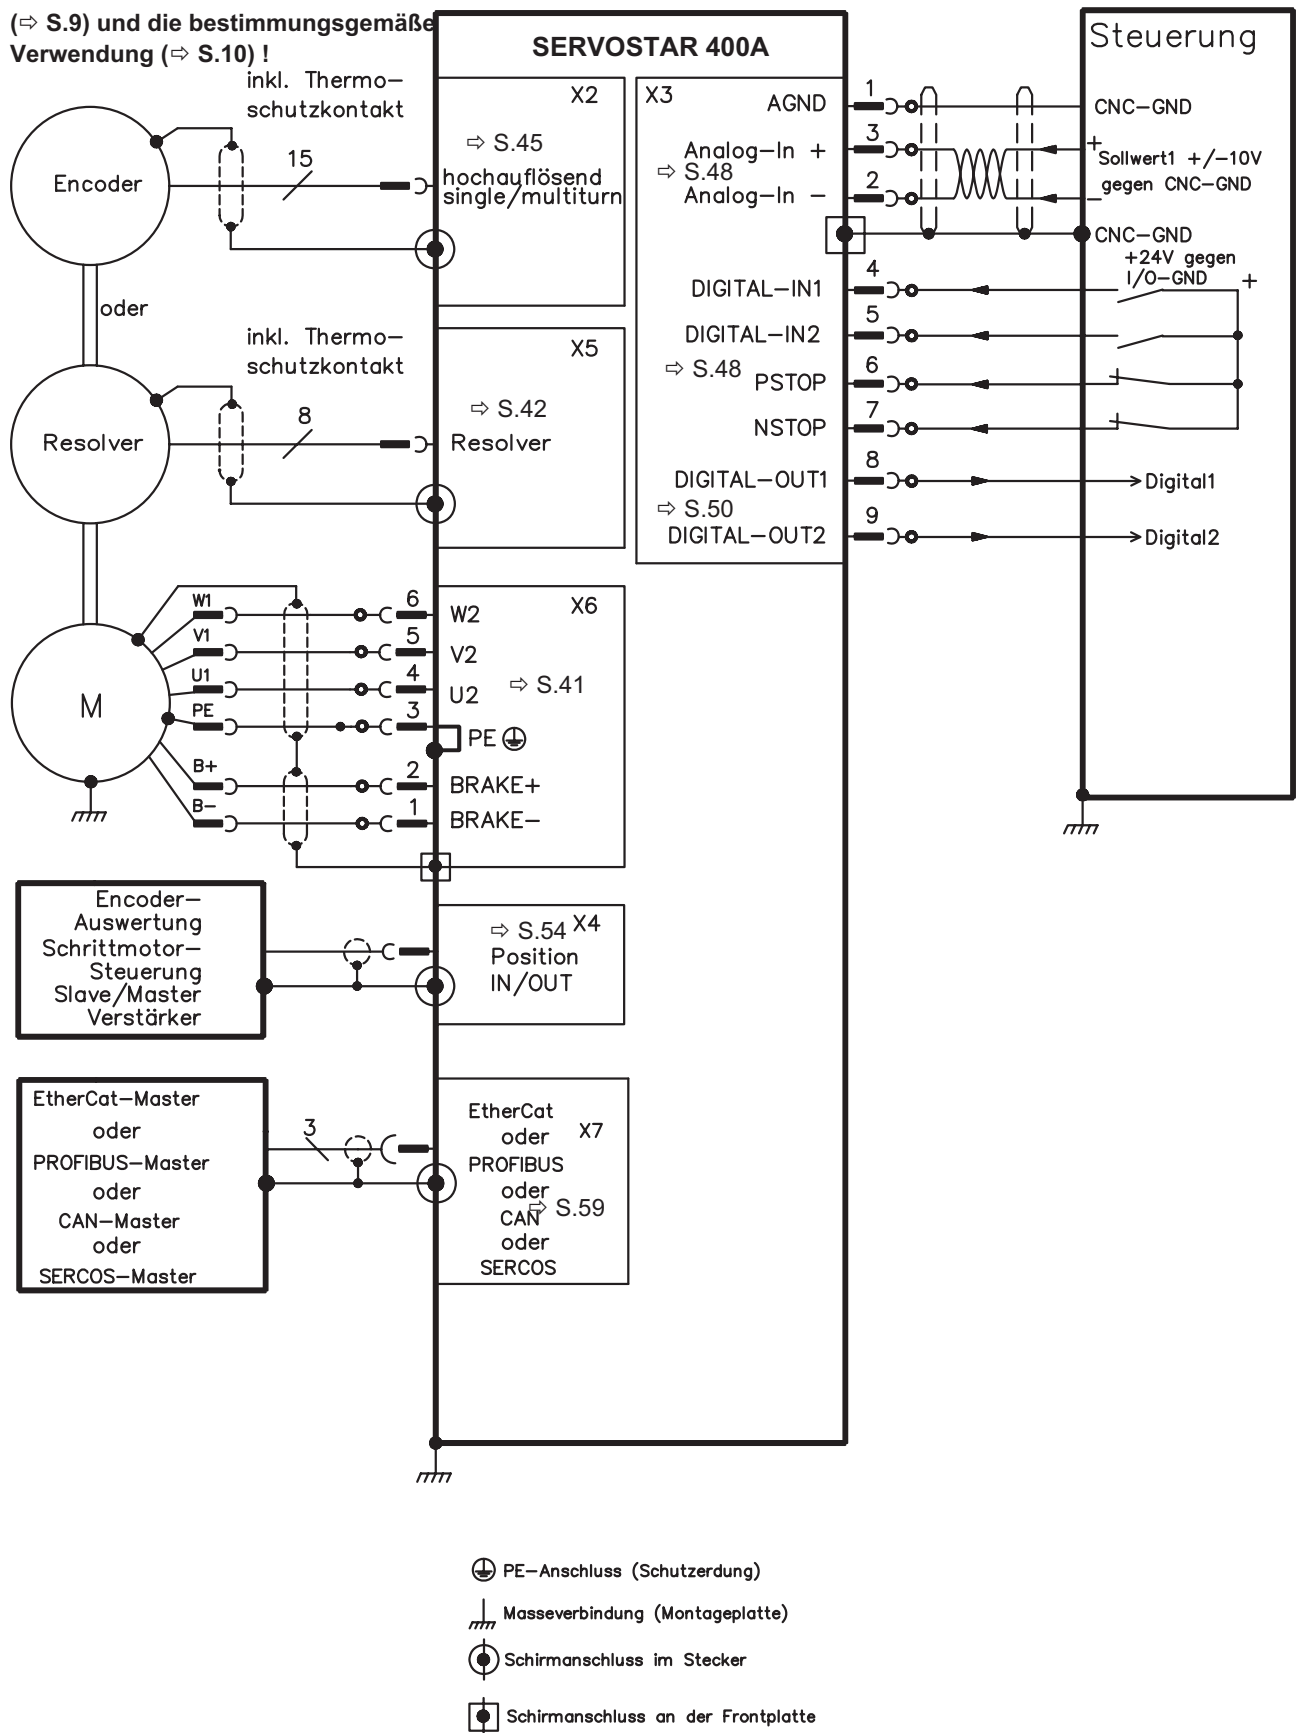 (⇨ S.9) und die bestimmungsgemäße
Verwendung (⇨ S.10) !
SERVOSTAR 400A
Steuerung
inkl. Thermo-
schutzkontakt
Encoder
15
X2
⇨ S.45
hochauflösend
single/multiturn
oder
inkl. Thermo-
schutzkontakt
Resolver
8
X5
⇨ S.42
Resolver
X3
AGND
1
CNC-GND
Analog-In +
3
+
⇨ S.48
Sollwert1 +/-10V
gegen CNC-GND
Analog-In -
2
-
CNC-GND
+24V gegen
I/O-GND
+
DIGITAL-IN1
4
DIGITAL-IN2
5
⇨ S.48
PSTOP
6
NSTOP
7
DIGITAL-OUT1
8
Digital1
⇨ S.50
DIGITAL-OUT2
9
Digital2
M
X6
W1
6
W2
V1
5
V2
U1
4
U2
⇨ S.41
PE
3
PE
B+
2
BRAKE+
B-
1
BRAKE-
Encoder-
Auswertung
Schrittmotor-
Steuerung
Slave/Master
Verstärker
⇨ S.54 X4
Position
IN/OUT
EtherCat-Master
oder
PROFIBUS-Master
oder
CAN-Master
oder
SERCOS-Master
3
EtherCat
oder
X7
PROFIBUS
oder
⇨ S.59
CAN
oder
SERCOS
PE-Anschluss (Schutzerdung)
Masseverbindung (Montageplatte)
Schirmanschluss im Stecker
Schirmanschluss an der Frontplatte